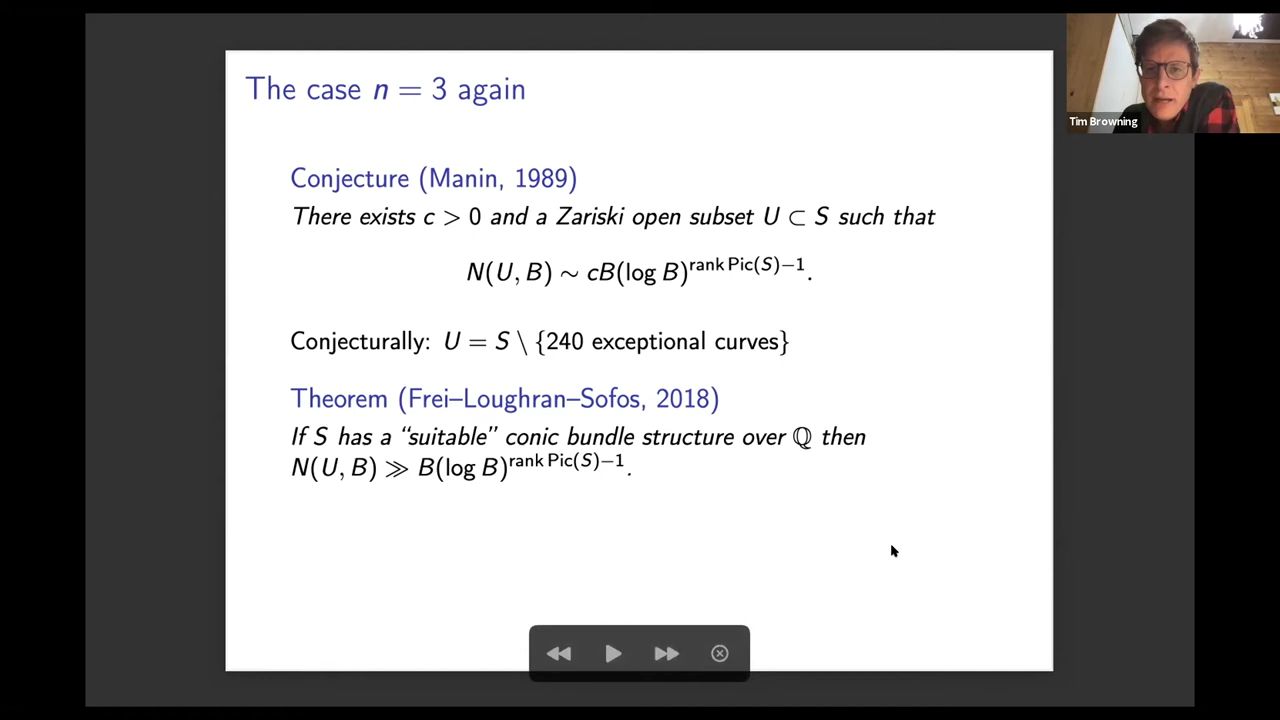 The case n = 3 again
Tim Browning
Conjecture (Manin, 1989)
There exists c > 0 and a Zariski open subset U ⊂ S such that
N(U, B) ∼ cB(log B)^{rank Pic(S)−1}.
Conjecturally: U = S \ {240 exceptional curves}
Theorem (Frei–Loughran–Sofos, 2018)
If S has a “suitable” conic bundle structure over ℚ then
N(U, B) ≫ B(log B)^{rank Pic(S)−1}.